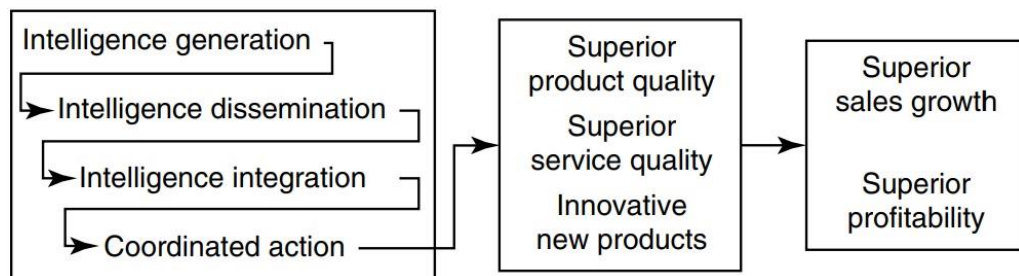 Intelligence generation
Intelligence dissemination
Intelligence integration
Coordinated action
Superior
product quality
Superior
service quality
Innovative
new products
Superior
sales growth
Superior
profitability